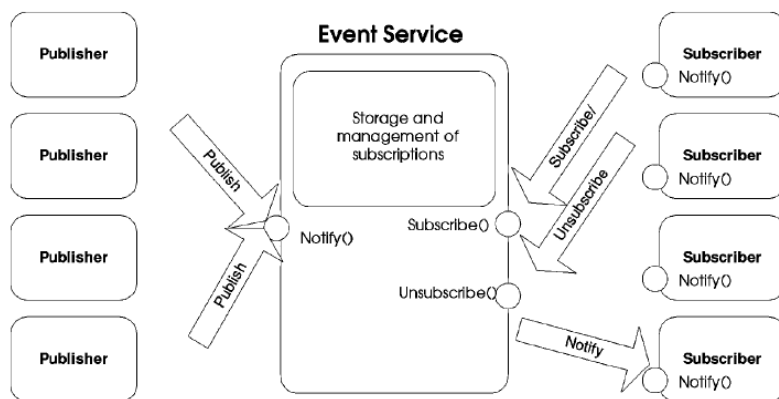 Event Service
Publisher
Publisher
Publisher
Publisher
Publish
Publish
Storage and
management of
subscriptions
Notify()
Subscribe()
Unsubscribe()
Subscribe/
Unsubscribe
Notify
Subscriber
Notify()
Subscriber
Notify()
Subscriber
Notify()
Subscriber
Notify()